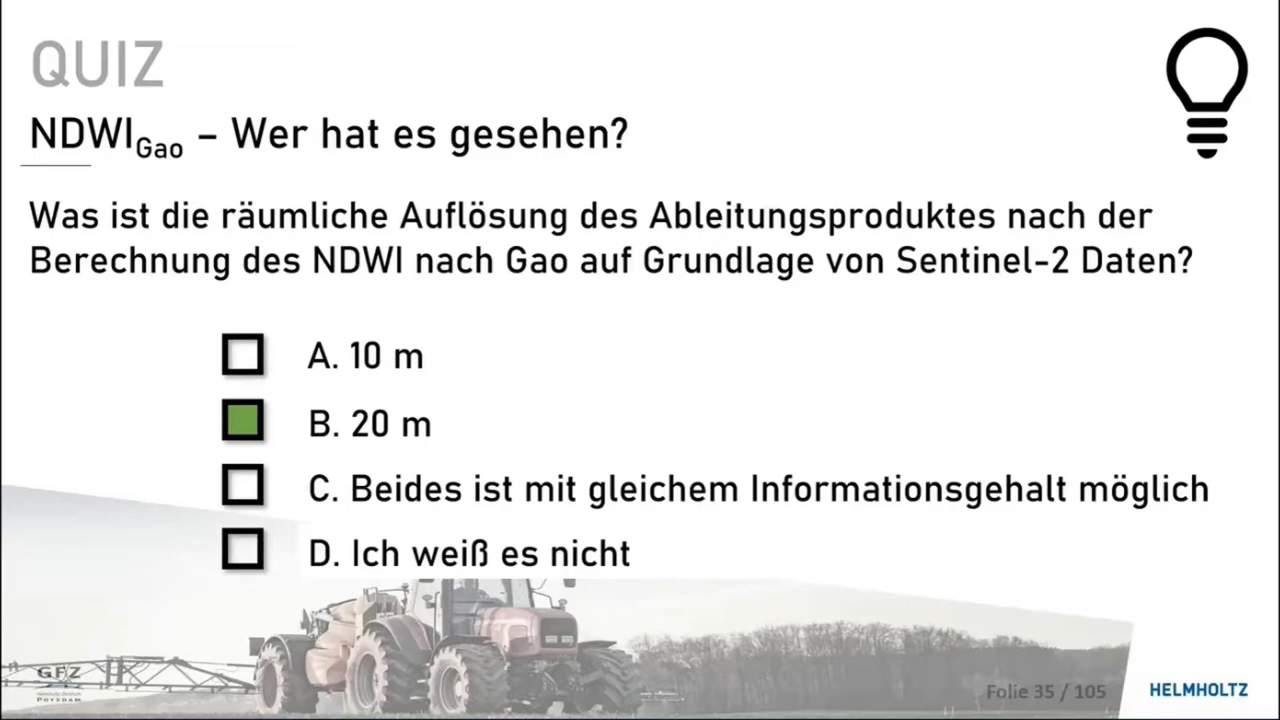 QUIZ
NDWIGao – Wer hat es gesehen?
Was ist die räumliche Auflösung des Ableitungsproduktes nach der
Berechnung des NDWI nach Gao auf Grundlage von Sentinel-2 Daten?
A. 10 m
B. 20 m
C. Beides ist mit gleichem Informationsgehalt möglich
D. Ich weiß es nicht
GFZ
POTSDAM
Folie 35 / 105
HELMHOLTZ